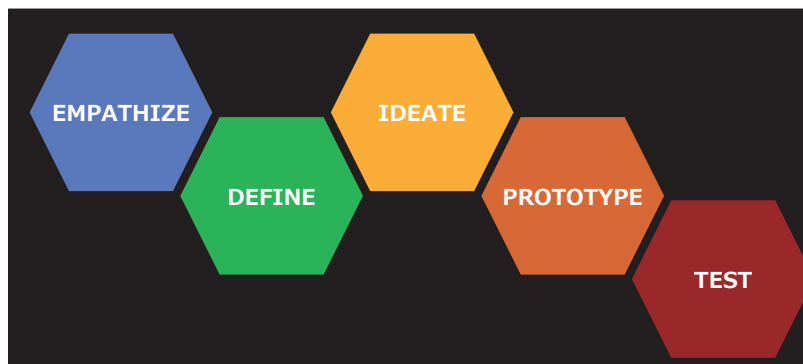 EMPATHIZE
DEFINE
IDEATE
PROTOTYPE
TEST